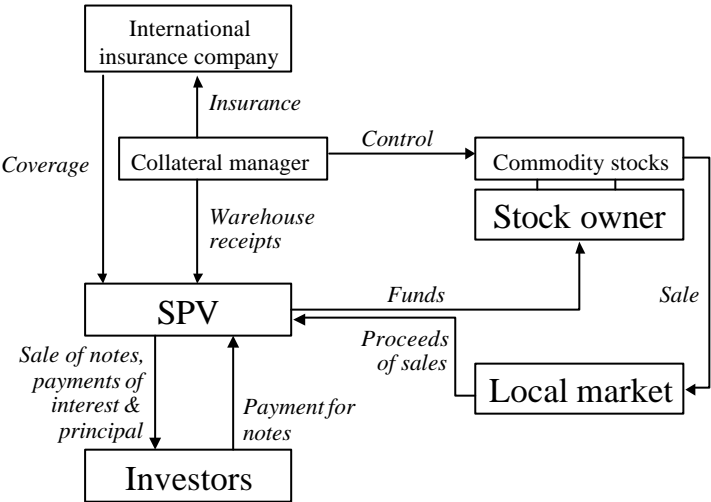 International
insurance company
Insurance
Coverage
Collateral manager
Control
Commodity stocks
Stock owner
Warehouse
receipts
SPV
Funds
Sale
Proceeds
of sales
Sale of notes,
payments of
interest &
principal
Payment for
notes
Local market
Investors